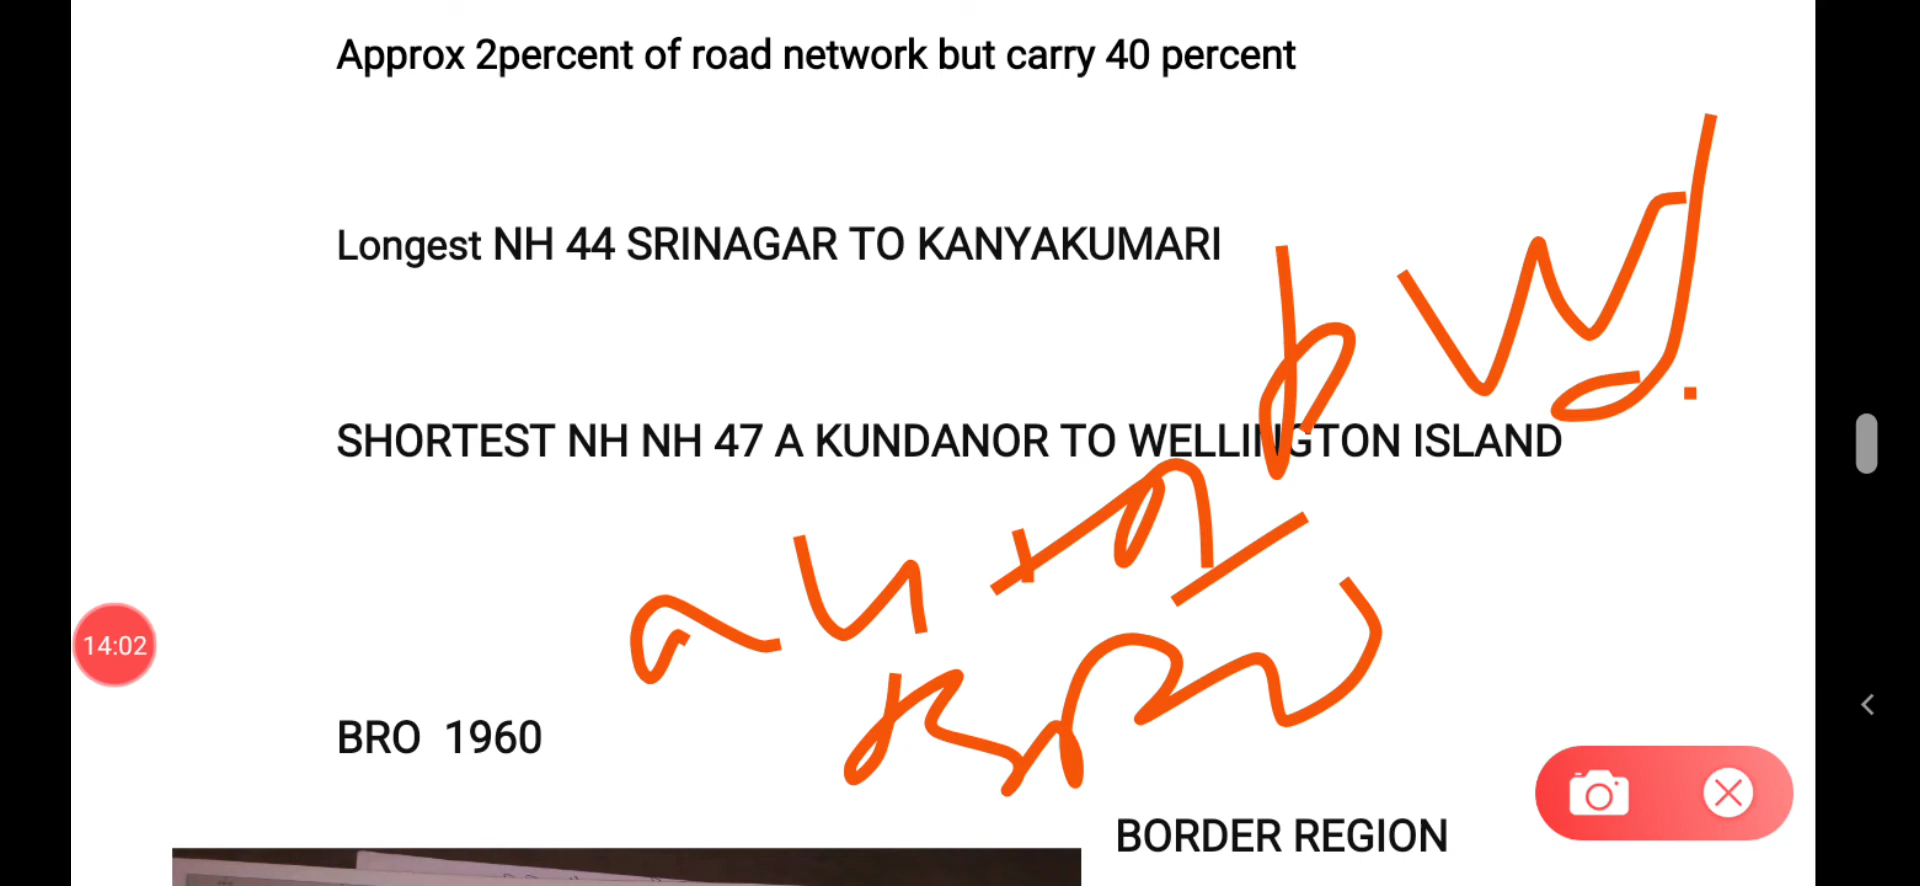 Approx 2percent of road network but carry 40 percent
Longest NH 44 SRINAGAR TO KANYAKUMARI
pwd.
SHORTEST NH NH 47 A KUNDANOR TO WELLINGTON ISLAND
14:02
BRO 1960
BORDER REGION